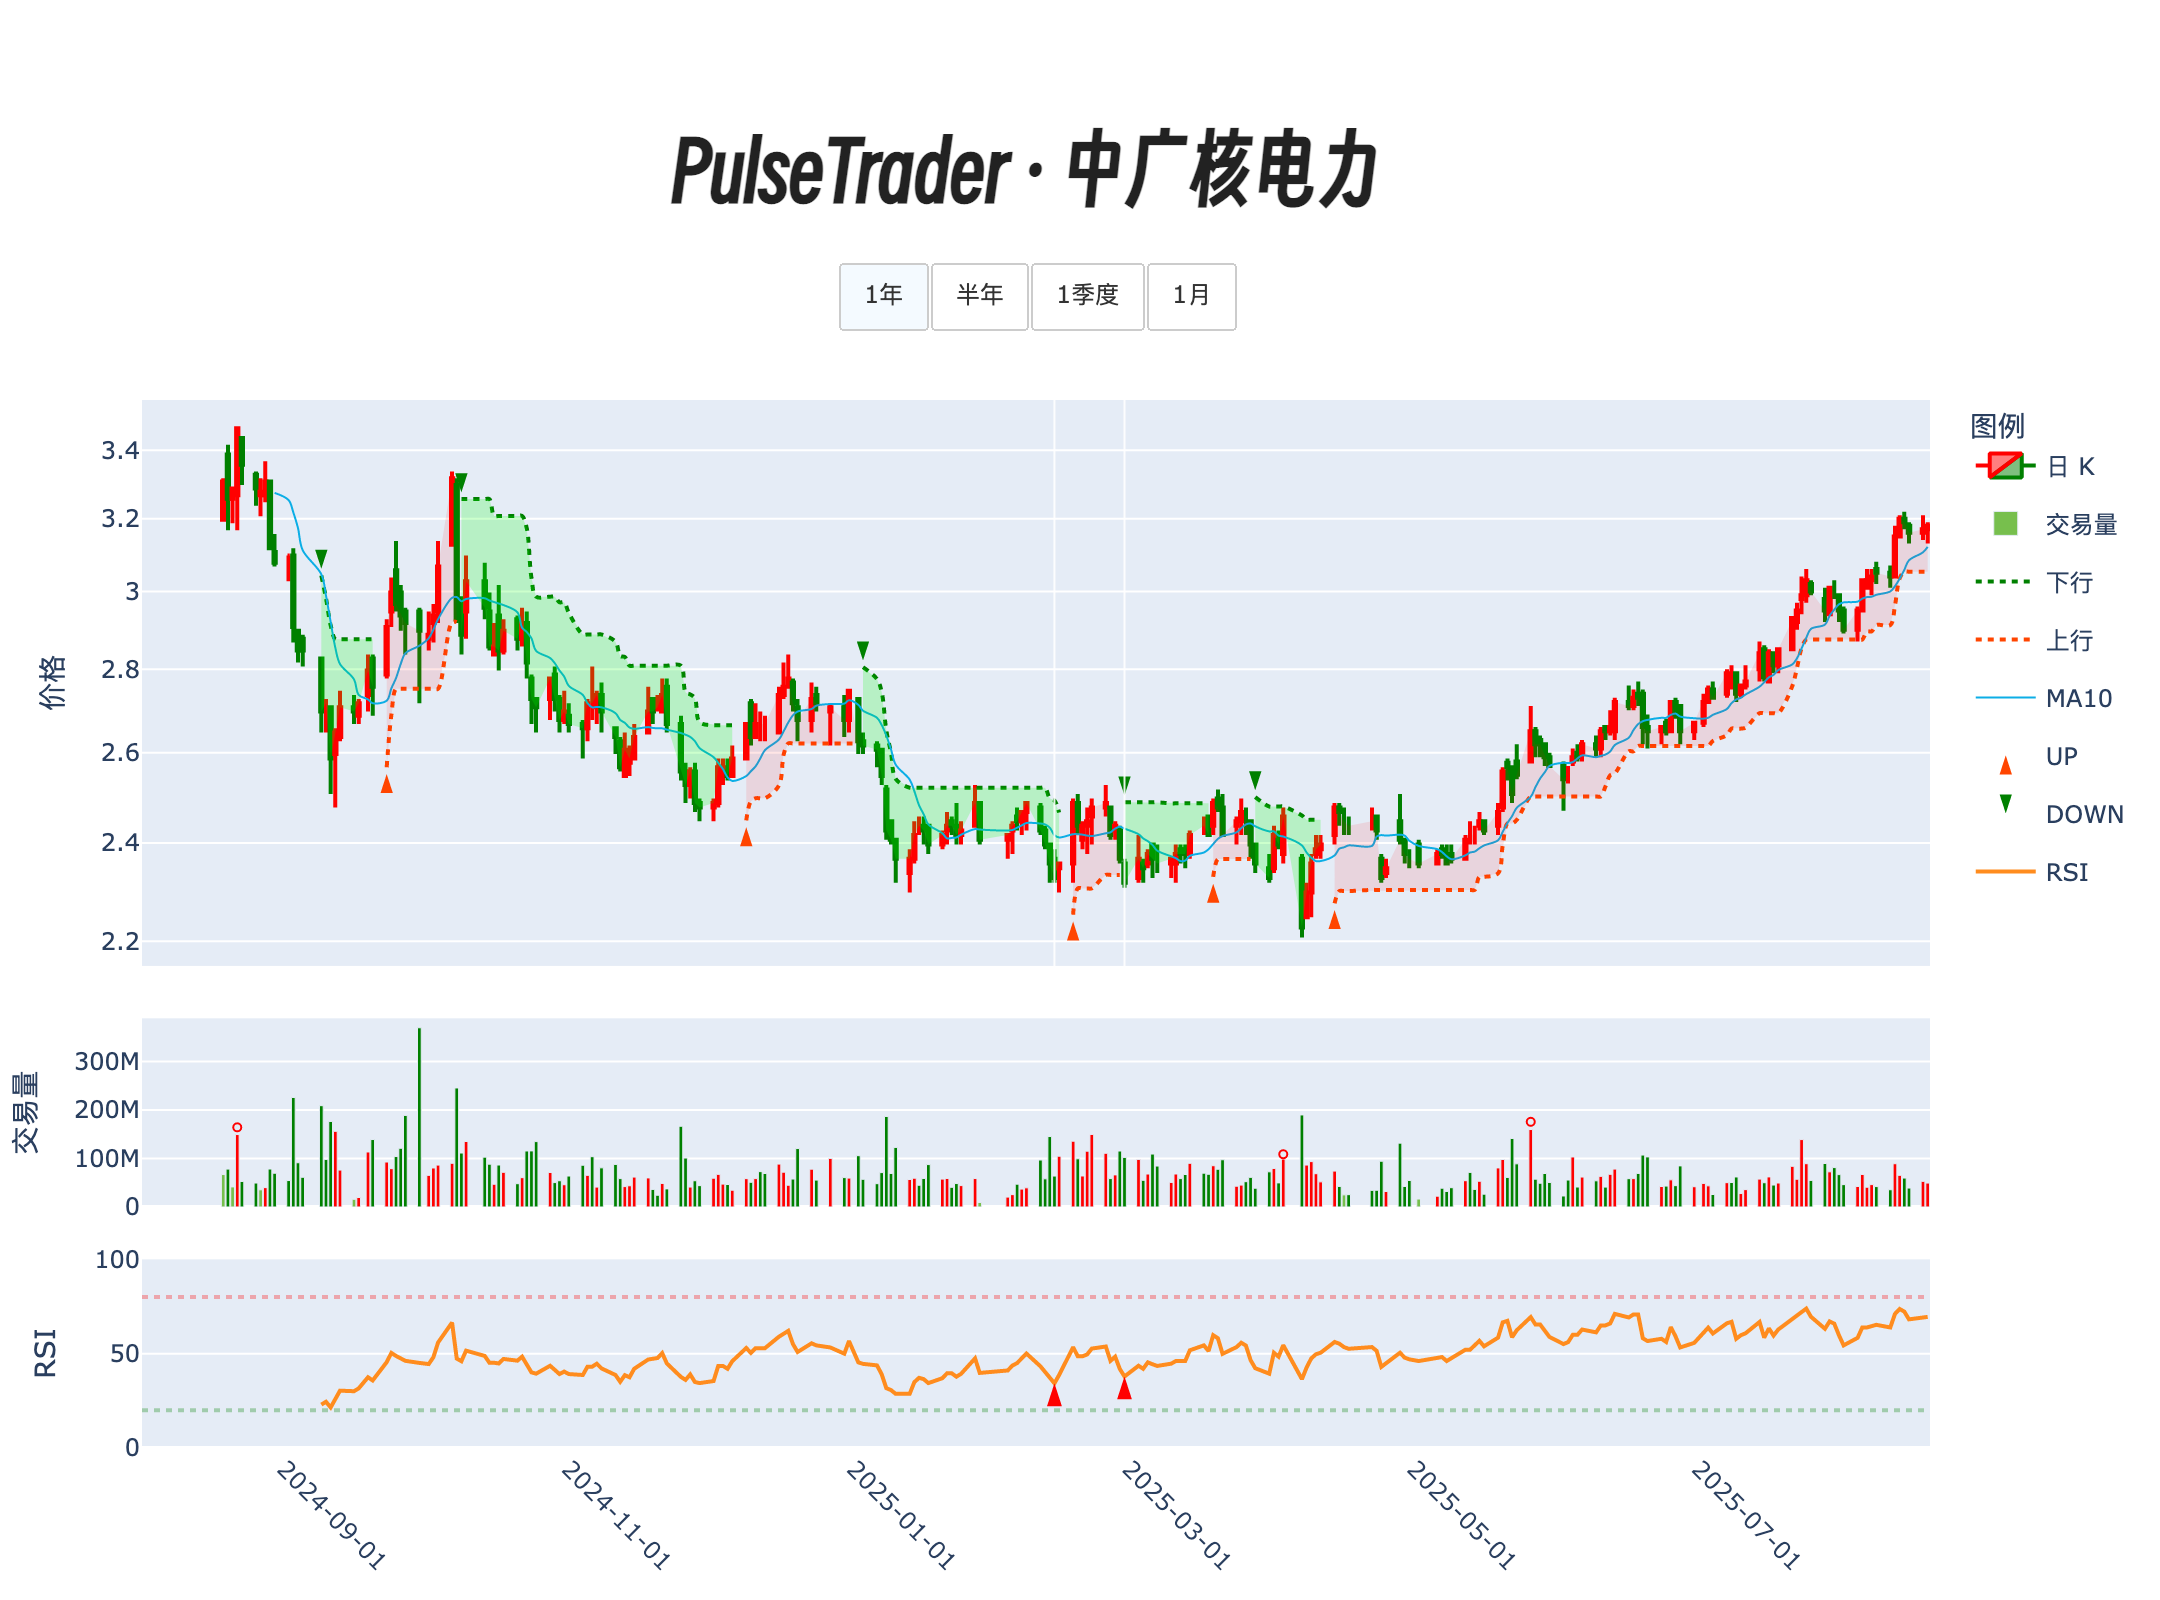 PulseTrader · 中广核电力
1年
半年
1季度
1月
3.4
3.2
3
2.8
2.6
2.4
2.2
价格
图例
日 K
交易量
下行
上行
MA10
UP
DOWN
RSI
300M
200M
100M
0
交易量
100
50
0
RSI
2024-09-01
2024-11-01
2025-01-01
2025-03-01
2025-05-01
2025-07-01